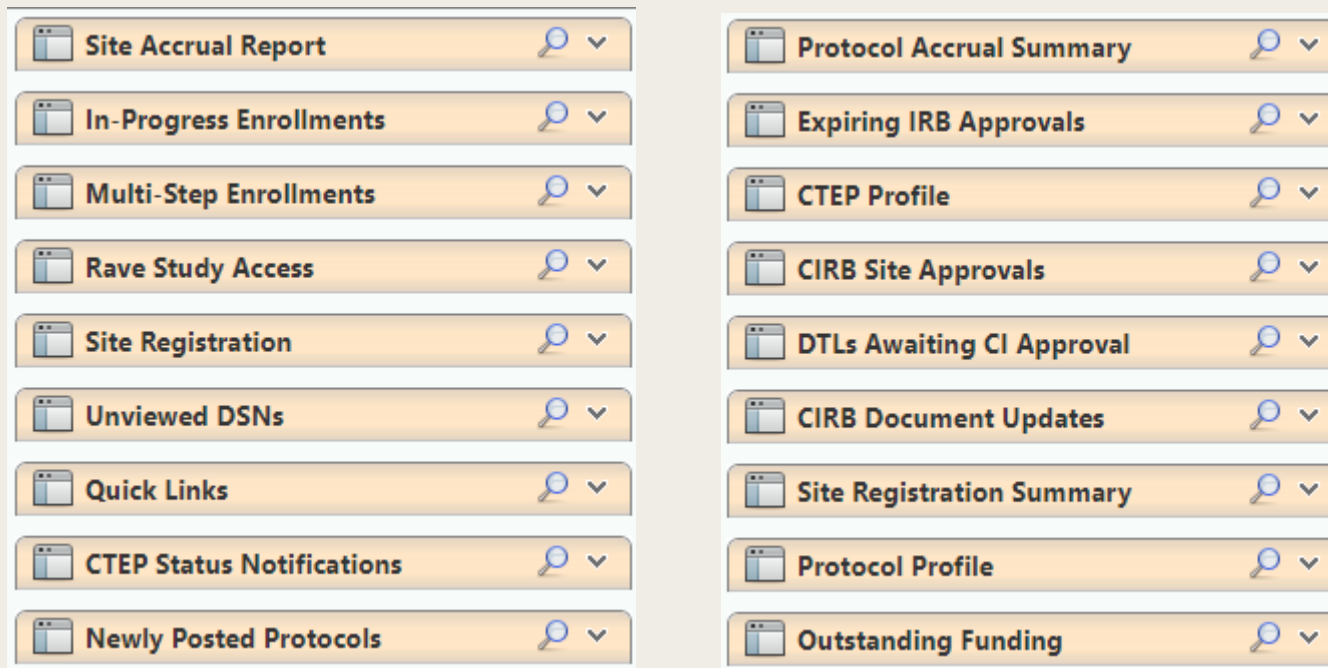 Site Accrual Report
In-Progress Enrollments
Multi-Step Enrollments
Rave Study Access
Site Registration
Unviewed DSNs
Quick Links
CTEP Status Notifications
Newly Posted Protocols
Protocol Accrual Summary
Expiring IRB Approvals
CTEP Profile
CIRB Site Approvals
DTLs Awaiting CI Approval
CIRB Document Updates
Site Registration Summary
Protocol Profile
Outstanding Funding